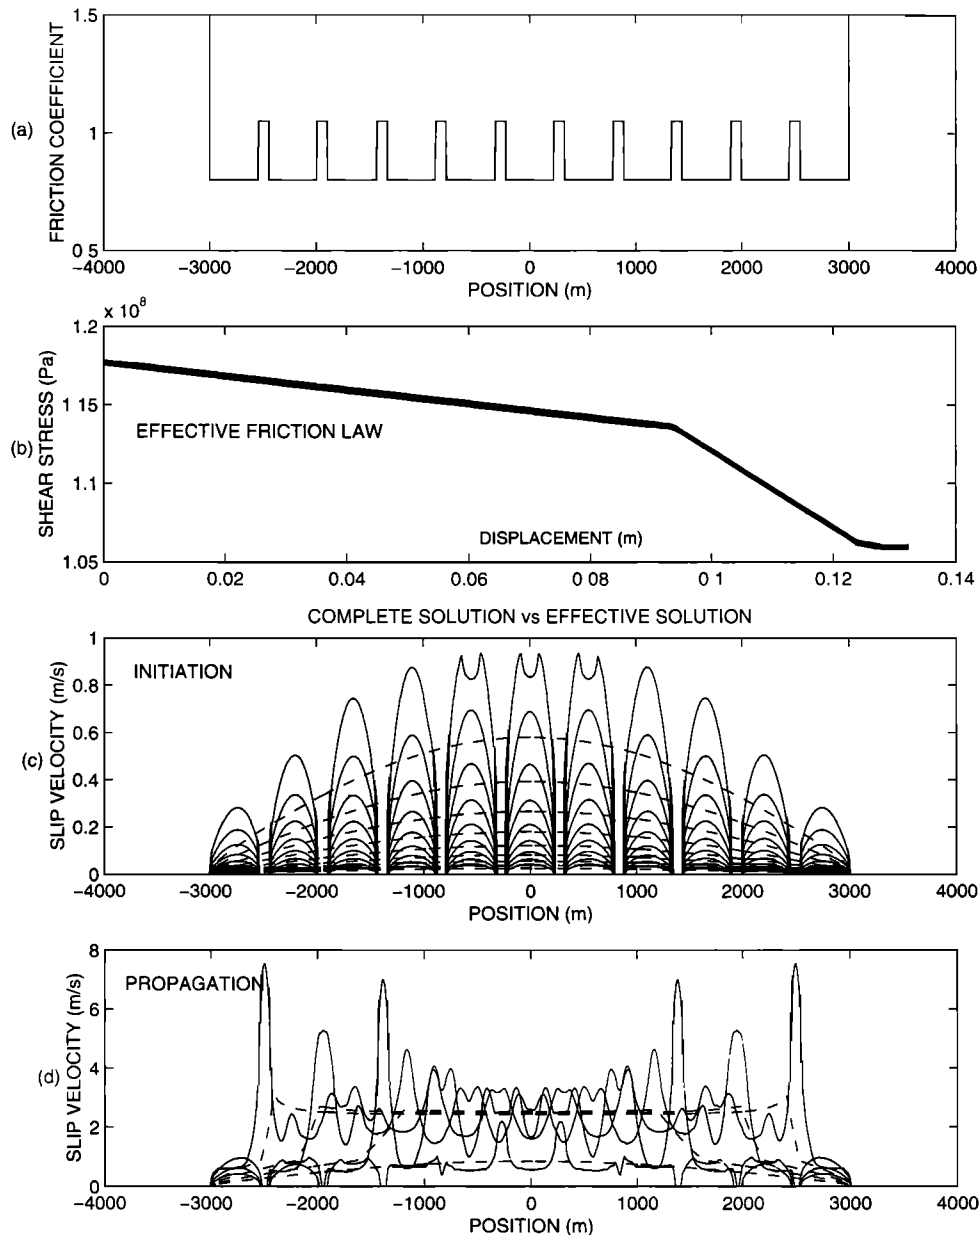 1.5
1
0 5
FRICTION COEFFICIENT
(a)
−4000 −3000 −2000 −1000 0 1000 2000 3000 4000
POSITION (m)
x 10^8
1.2
1 15
1 1
1.05
SHEAR STRESS (Pa)
(b)
EFFECTIVE FRICTION LAW
DISPLACEMENT (m)
0 0.02 0.04 0.06 0 08 0.1 0.12 0.14
COMPLETE SOLUTION vs EFFECTIVE SOLUTION
1
0.8
0.6
0.4
0.2
0
SLIP VELOCITY (m/s)
(c)
INITIATION
−4000 −3000 −2000 −1000 0 1000 2000 3000 4000
POSITION (m)
8
6
4
2
0
SLIP VELOCITY (m/s)
(d)
PROPAGATION
−4000 −3000 −2000 −1000 0 1000 2000 3000 4000
POSITION (m)